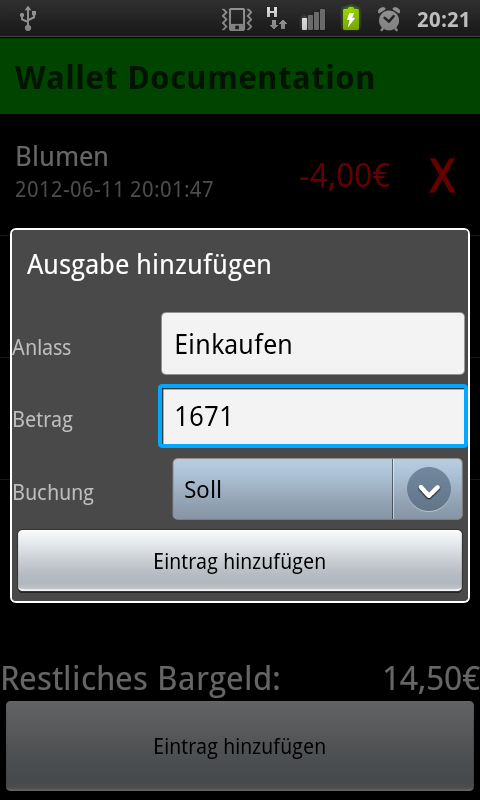 H
20:21
Wallet Documentation
Blumen
2012-06-11 20:01:47
-4,00€
X
Ausgabe hinzufügen
Anlass
Einkaufen
Betrag
1671
Buchung
Soll
Eintrag hinzufügen
Restliches Bargeld:
14,50€
Eintrag hinzufügen